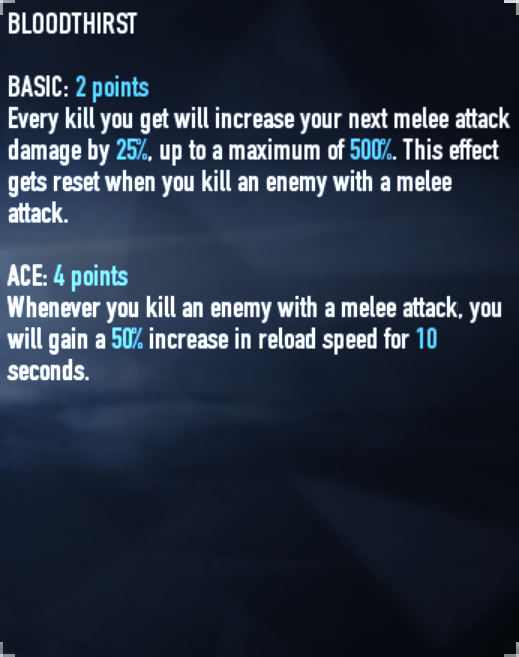 BLOODTHIRST
BASIC: 2 points
Every kill you get will increase your next melee attack
damage by 25%, up to a maximum of 500%. This effect
gets reset when you kill an enemy with a melee
attack.
ACE: 4 points
Whenever you kill an enemy with a melee attack, you
will gain a 50% increase in reload speed for 10
seconds.